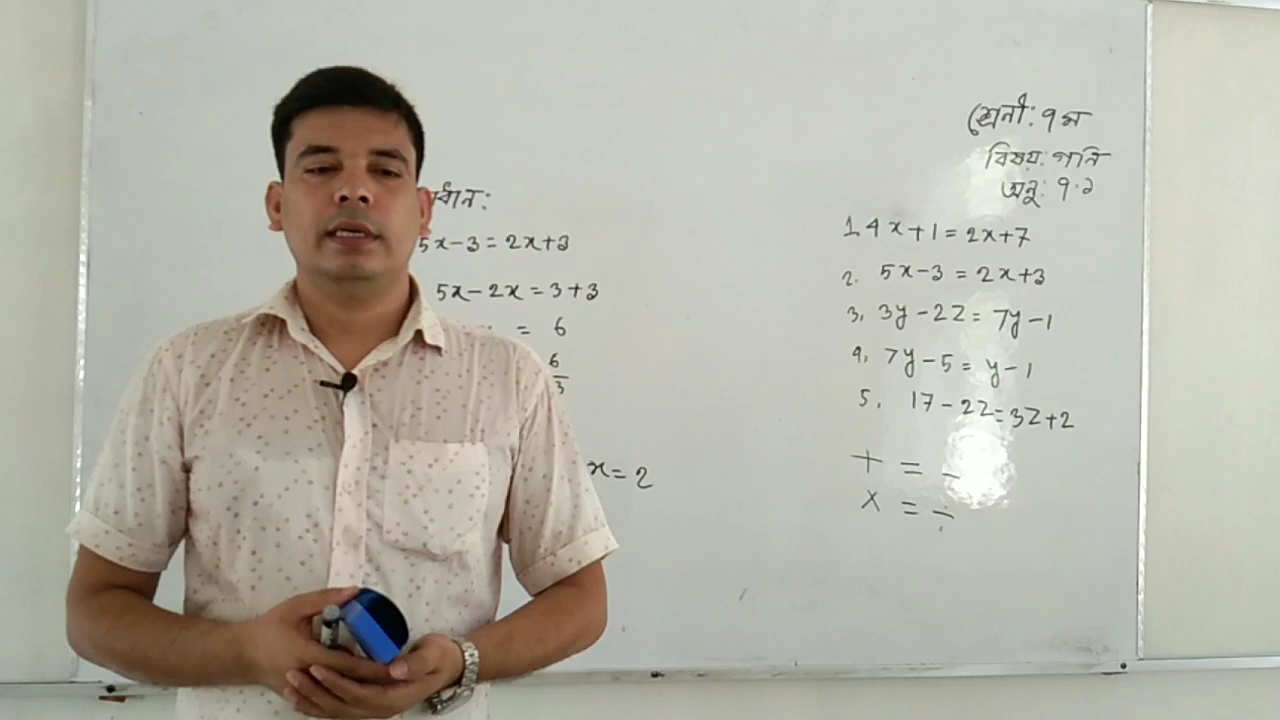 র্ধান:
5x-3=2x+3
5x-2x=3+3
= 6
6
3
x=2
শ্রেনী: ৭ম
বিষয়: গনি
অনু: ৭.১
1 4x+1=2x+7
2. 5x-3=2x+3
3, 3y-22=7y-1
4, 7y-5=y-1
5, 17-2Z=3Z+2
+ = -
× = ÷